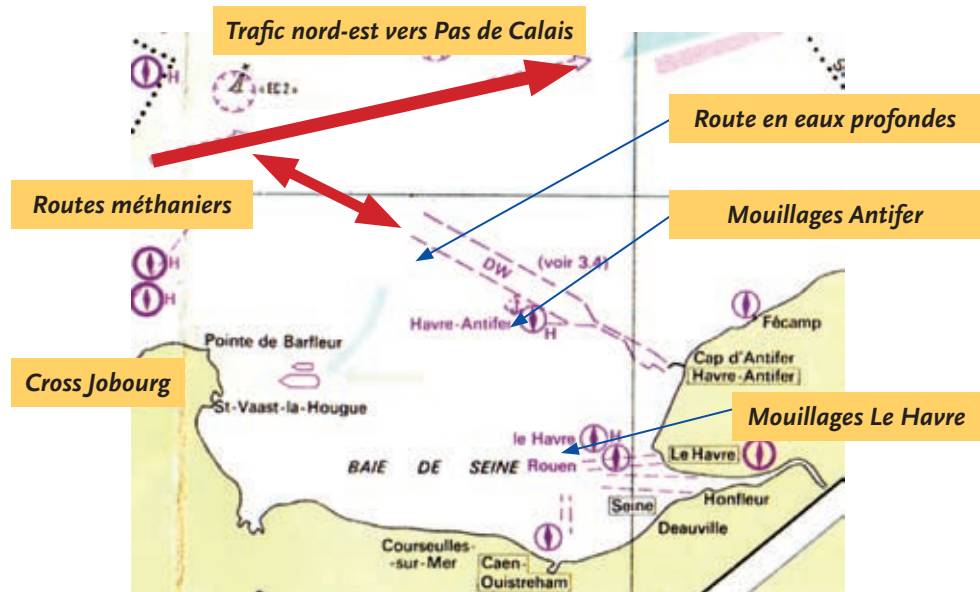 Trafic nord-est vers Pas de Calais
H
«EC2»
Route en eaux profondes
Routes méthaniers
Mouillages Antifer
H
H
DW
(voir 3.4)
Havre-Antifer
H
Fécamp
Pointe de Barfleur
Cap d'Antifer
Havre-Antifer
Cross Jobourg
St-Vaast-la-Hougue
Mouillages Le Havre
le Havre
H
Le Havre
BAIE DE SEINE
Rouen
Seine
Honfleur
Deauville
Courseulles-
-sur-Mer
Caen-
Ouistreham